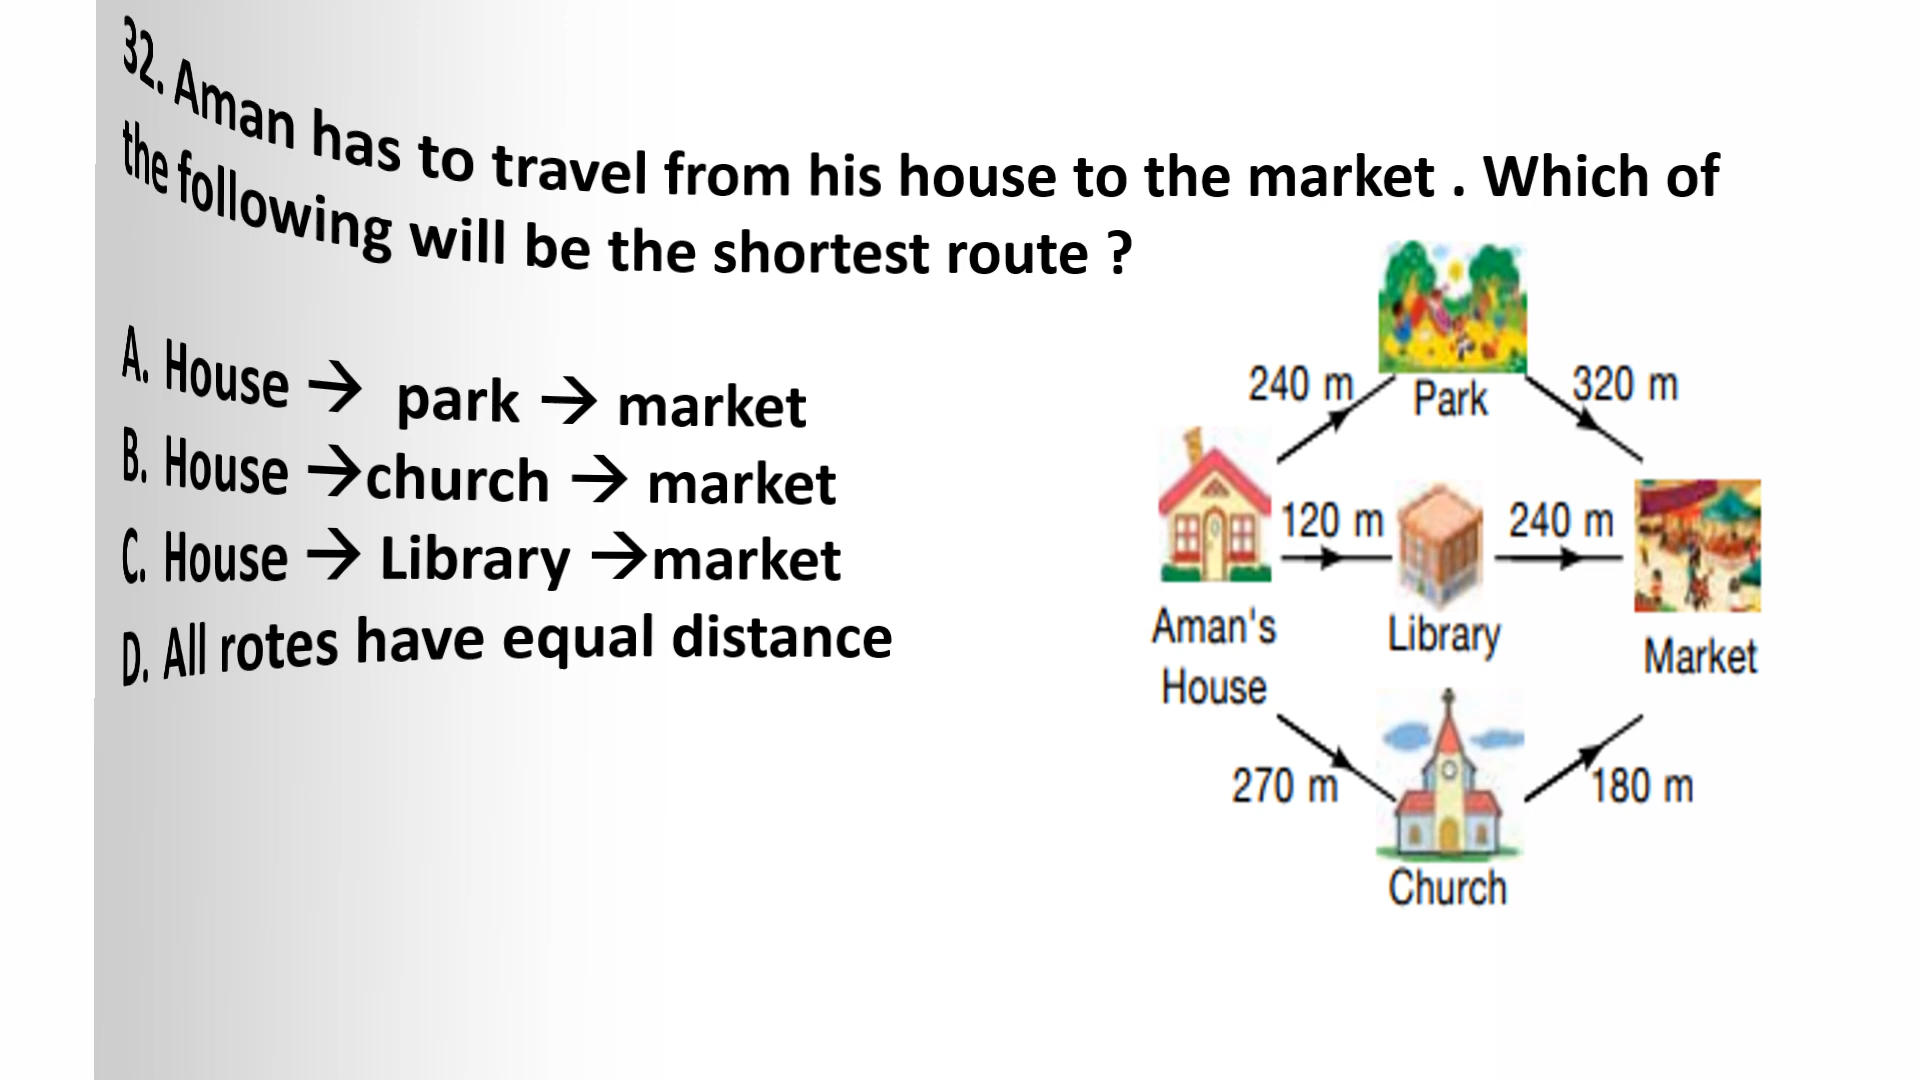 32. Aman has to travel from his house to the market . Which of
the following will be the shortest route ?
A. House → park → market
B. House →church → market
C. House → Library →market
D. All rotes have equal distance
240 m
Park
320 m
120 m
240 m
Aman's
House
Library
Market
270 m
180 m
Church